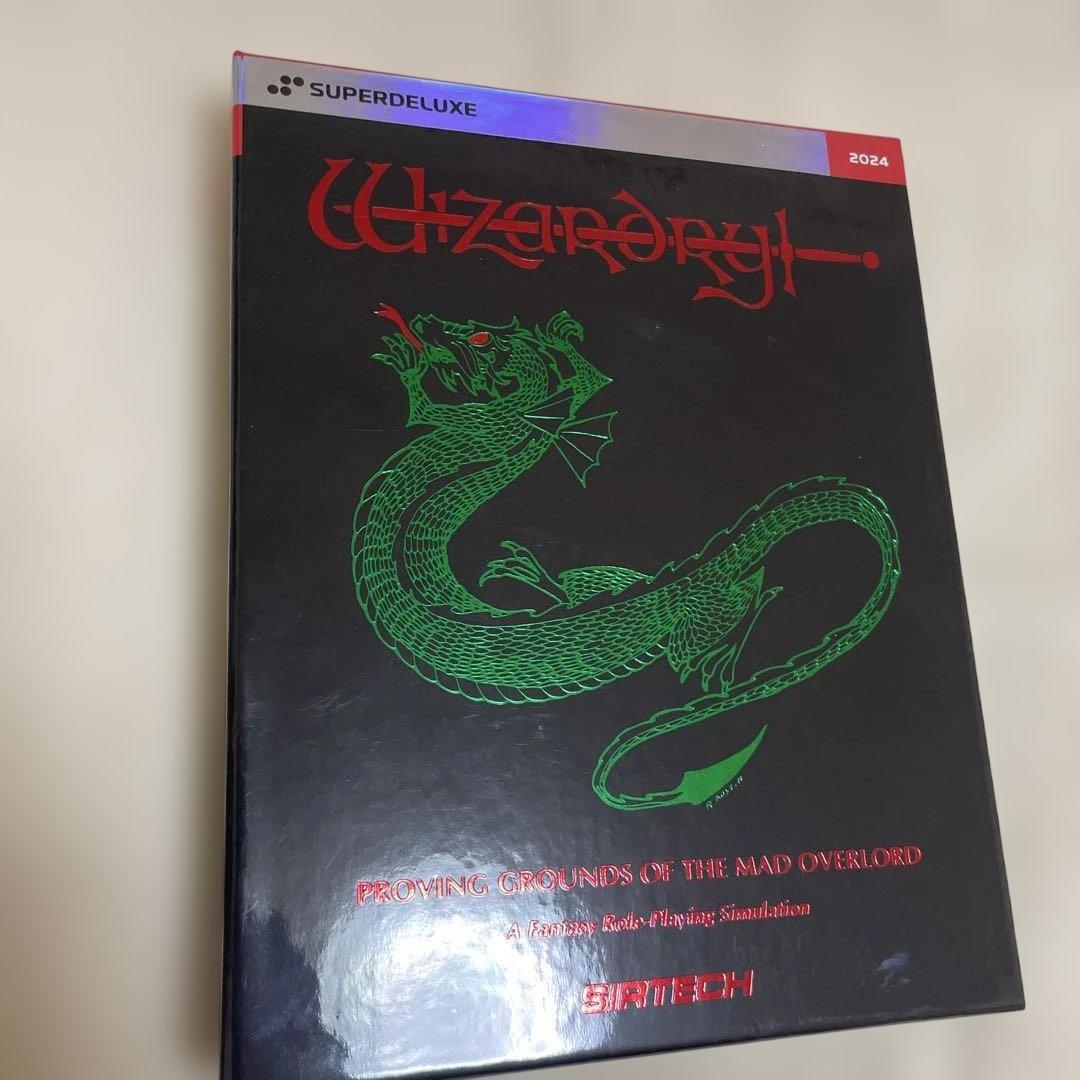 SUPERDELUXE
2024
Wizardry
PROVING GROUNDS OF THE MAD OVERLORD
A Fantasy Role-Playing Simulation
SIRTECH